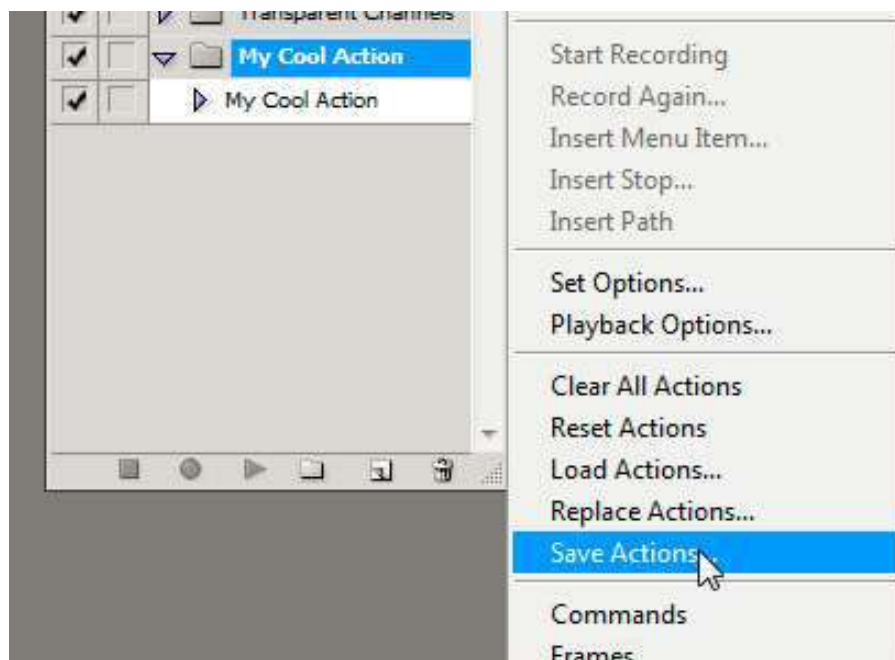 Transparent Channels
My Cool Action
My Cool Action
Start Recording
Record Again...
Insert Menu Item...
Insert Stop...
Insert Path
Set Options...
Playback Options...
Clear All Actions
Reset Actions
Load Actions...
Replace Actions...
Save Actions...
Commands
Frames